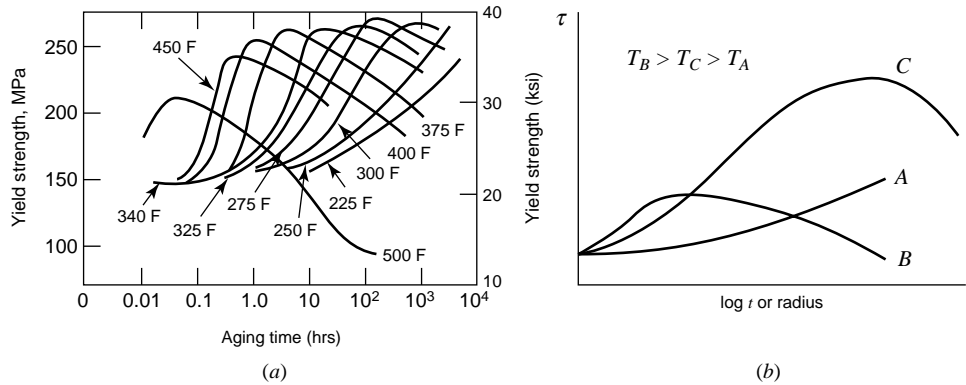 40
250
200
150
100
Yield strength, MPa
450 F
340 F
325 F
275 F
250 F
225 F
300 F
400 F
375 F
500 F
30
20
10
Yield strength (ksi)
0 0.01 0.1 1.0 10 10² 10³ 10⁴
Aging time (hrs)
(a)
τ
T_B > T_C > T_A
C
A
B
log t or radius
(b)